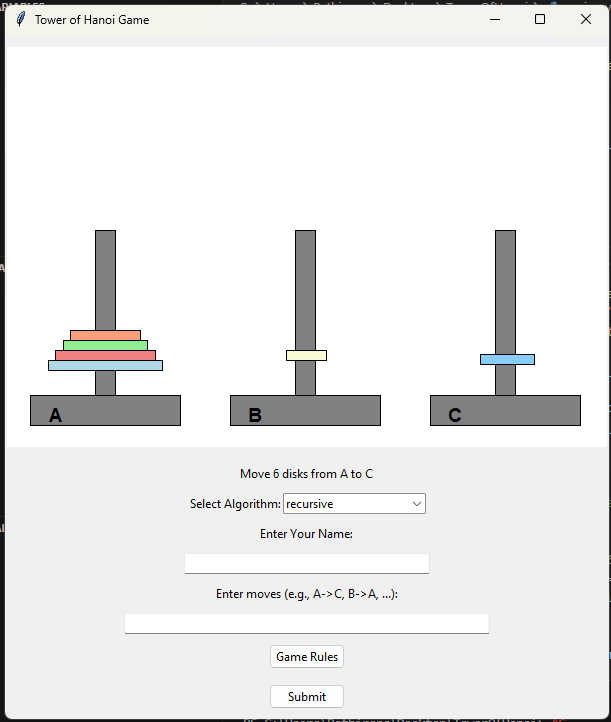 Tower of Hanoi Game
A B C
Move 6 disks from A to C
Select Algorithm: recursive
Enter Your Name:
Enter moves (e.g., A->C, B->A, ...):
Game Rules
Submit